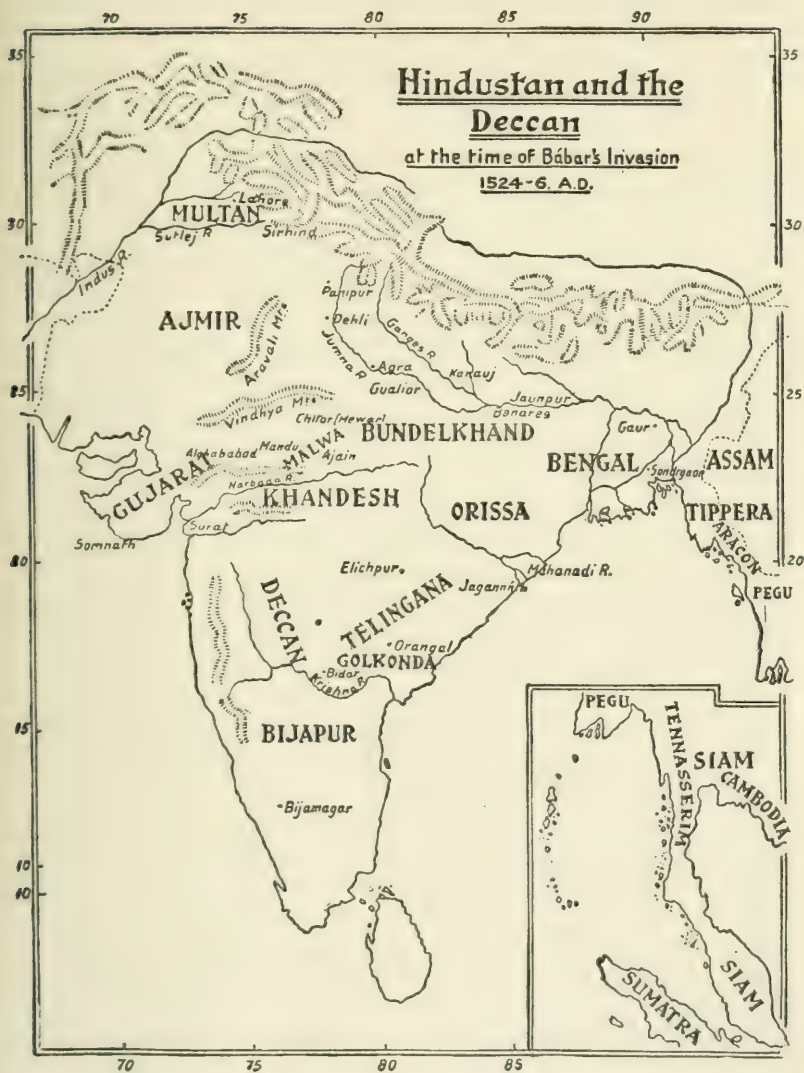 70 75 80 85 90
35 35
Hindustan and the
Deccan
at the time of Bábar's Invasion
1524-6. A.D.
30 30
Lahore
MULTAN
Sutlej R
Sirhind
Indus R.
Panipur
AJMIR
Dehli
Aravali Mts
Jumna R
Ganges R
Agra
Kanauj
Gualior
25 25
Jaunpur
Benares
Vindhya Mts
Chitor (Mewar)
BUNDELKHAND
Gaur
Mandu
MALWA
Ajain
BENGAL
Sonargaon
ASSAM
GUJARAT
Narbada R
KHANDESH
ORISSA
TIPPERA
Surat
Somnath
20 20
ARACON
Elichpur
Mahanadi R.
Jagannath
PEGU
DECCAN
TELINGANA
Orangal
GOLKONDA
Bidar
Krishna R
15
BIJAPUR
Bijamagar
10
10
PEGU
TENNASSERIM
SIAM
CAMBODIA
SUMATRA
SIAM
70 75 80 85